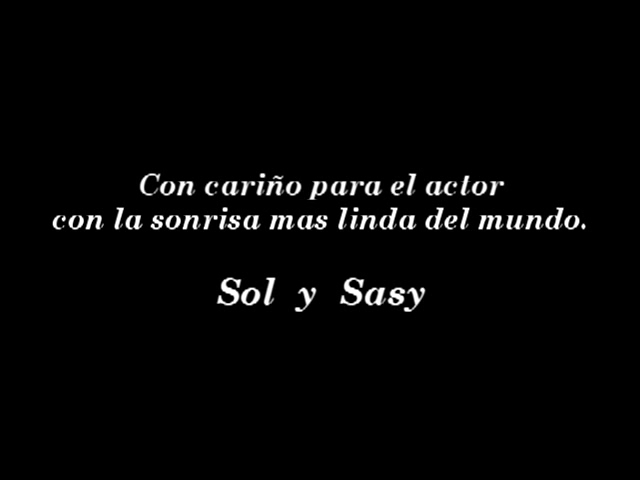 Con cariño para el actor
con la sonrisa mas linda del mundo.
Sol y Sasy